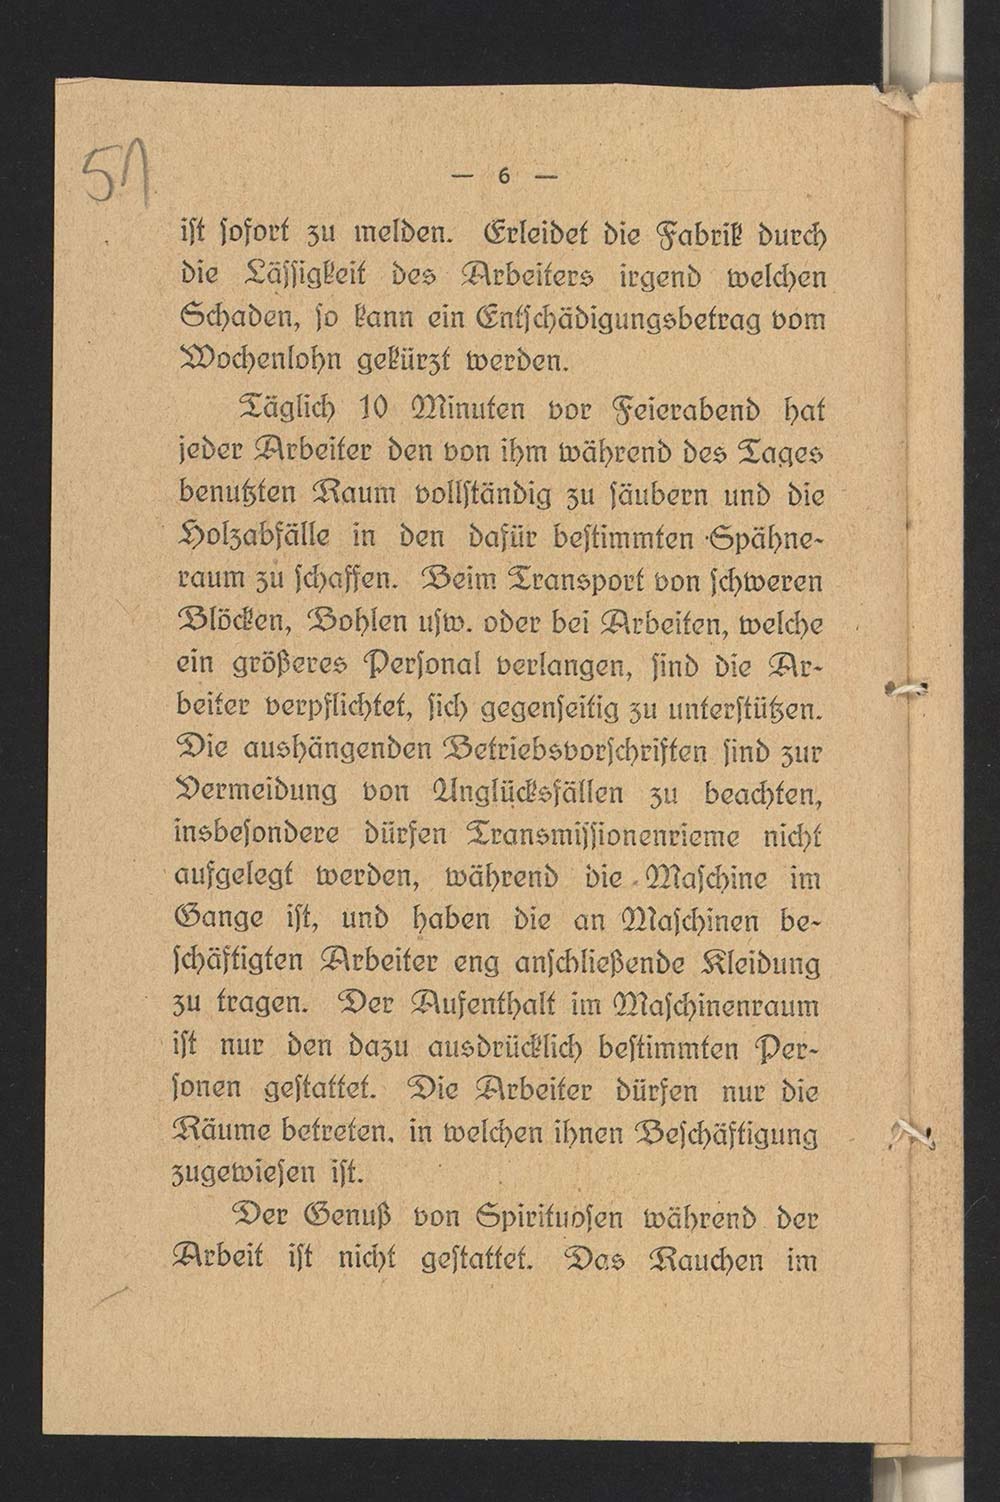 51
— 6 —
ist sofort zu melden. Erleidet die Fabrik durch
die Lässigkeit des Arbeiters irgend welchen
Schaden, so kann ein Entschädigungsbetrag vom
Wochenlohn gekürzt werden.
Täglich 10 Minuten vor Feierabend hat
jeder Arbeiter den von ihm während des Tages
benutzten Raum vollständig zu säubern und die
Holzabfälle in den dafür bestimmten Spähne-
raum zu schaffen. Beim Transport von schweren
Blöcken, Bohlen usw. oder bei Arbeiten, welche
ein größeres Personal verlangen, sind die Ar-
beiter verpflichtet, sich gegenseitig zu unterstützen.
Die aushängenden Betriebsvorschriften sind zur
Vermeidung von Unglücksfällen zu beachten,
insbesondere dürfen Transmissionenrieme nicht
aufgelegt werden, während die Maschine im
Gange ist, und haben die an Maschinen be-
schäftigten Arbeiter eng anschließende Kleidung
zu tragen. Der Aufenthalt im Maschinenraum
ist nur den dazu ausdrücklich bestimmten Per-
sonen gestattet. Die Arbeiter dürfen nur die
Räume betreten, in welchen ihnen Beschäftigung
zugewiesen ist.
Der Genuß von Spirituosen während der
Arbeit ist nicht gestattet. Das Rauchen im